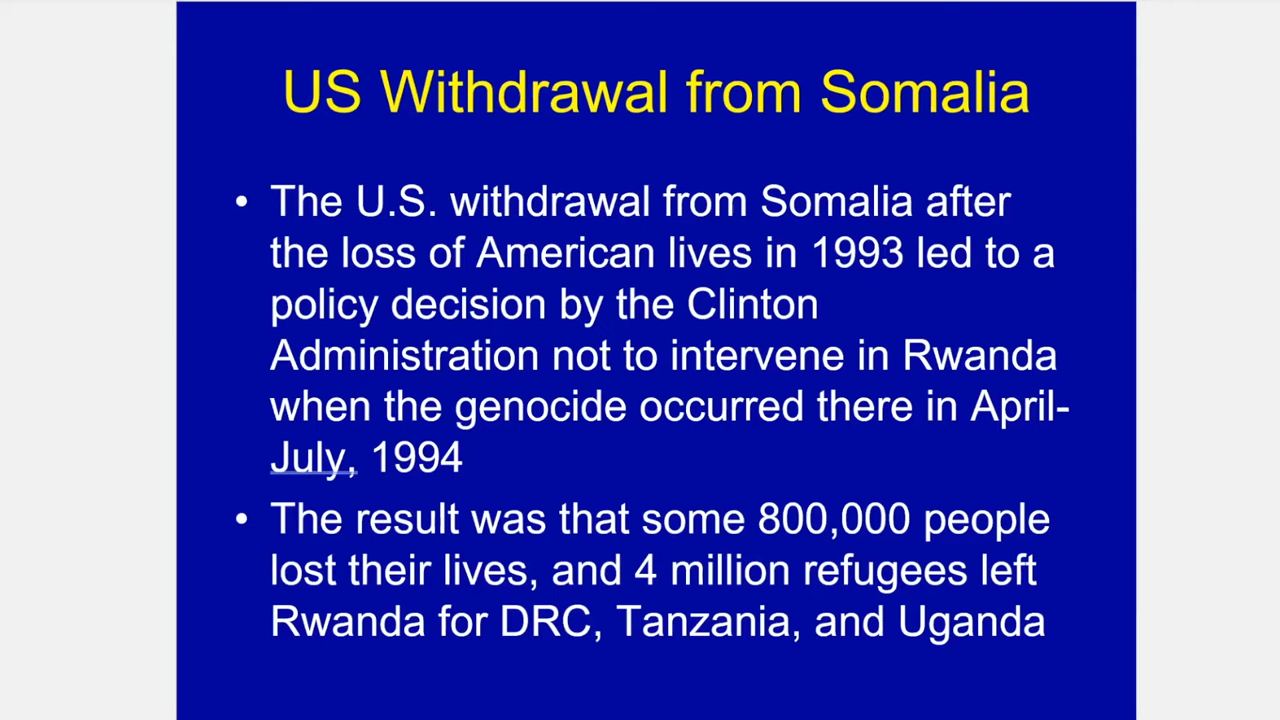 US Withdrawal from Somalia
• The U.S. withdrawal from Somalia after
the loss of American lives in 1993 led to a
policy decision by the Clinton
Administration not to intervene in Rwanda
when the genocide occurred there in April-
July, 1994
• The result was that some 800,000 people
lost their lives, and 4 million refugees left
Rwanda for DRC, Tanzania, and Uganda